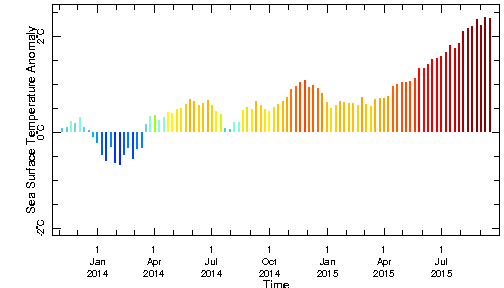 Sea Surface Temperature Anomaly
2°C
0°C
-2°C
1 1 1 1 1 1 1
Jan Apr Jul Oct Jan Apr Jul
2014 2014 2014 2014 2015 2015 2015
Time